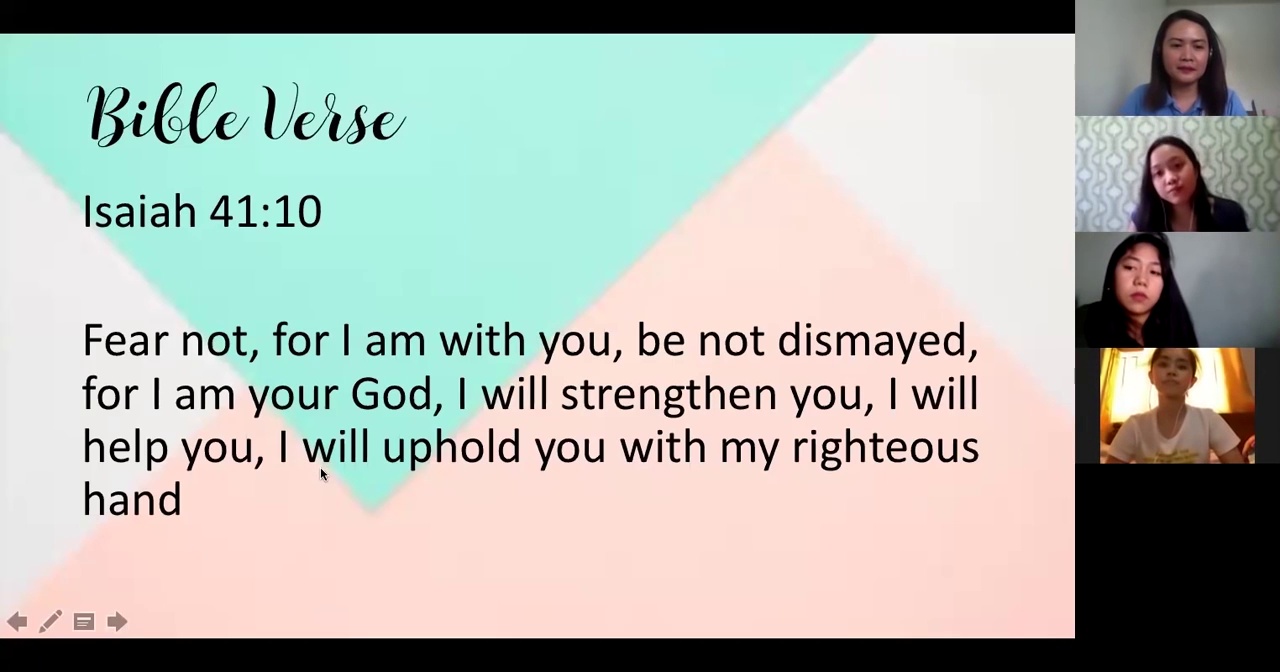 Bible Verse
Isaiah 41:10
Fear not, for I am with you, be not dismayed,
for I am your God, I will strengthen you, I will
help you, I will uphold you with my righteous
hand